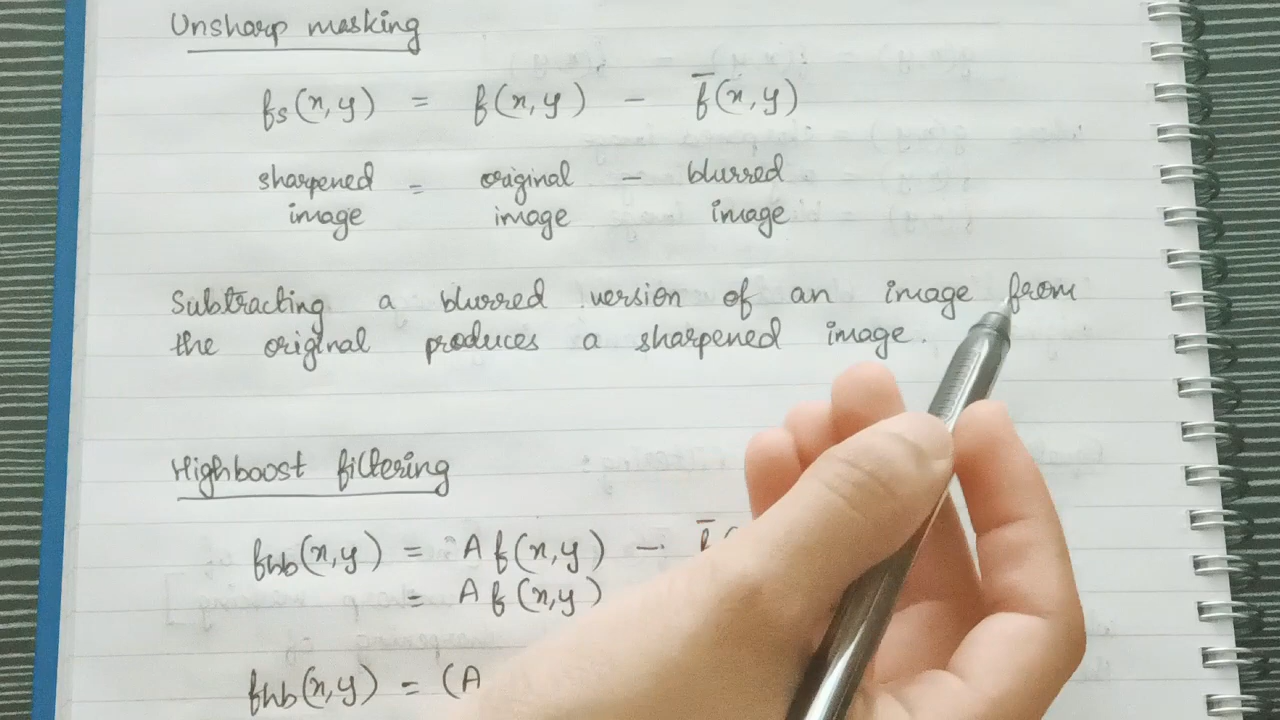 Unsharp masking
fs(x,y) = f(x,y) - f̅(x,y)
sharpened = original - blurred
image image image
Subtracting a blurred version of an image from
the original produces a sharpened image.
Highboost filtering
fhb(x,y) = A f(x,y) - f̅(
= A f(x,y)
fhb(x,y) = (A